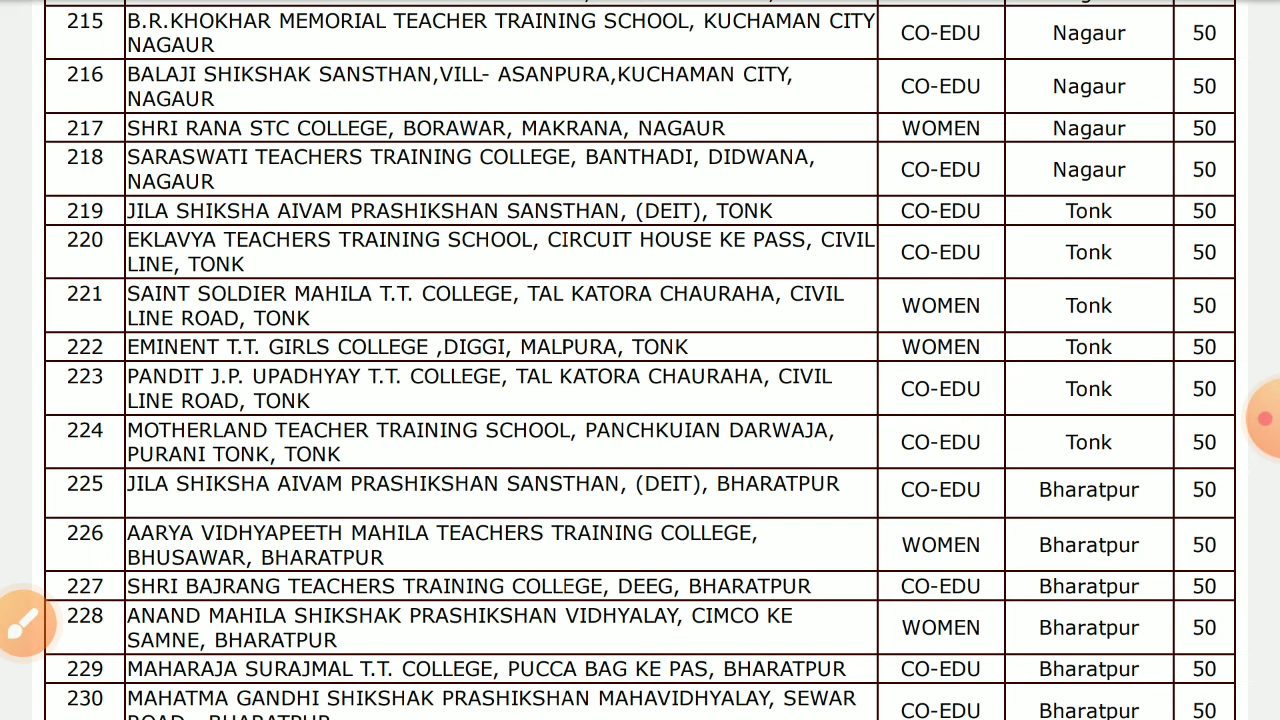 215 B.R.KHOKHAR MEMORIAL TEACHER TRAINING SCHOOL, KUCHAMAN CITY CO-EDU Nagaur 50
NAGAUR
216 BALAJI SHIKSHAK SANSTHAN,VILL- ASANPURA,KUCHAMAN CITY, CO-EDU Nagaur 50
NAGAUR
217 SHRI RANA STC COLLEGE, BORAWAR, MAKRANA, NAGAUR WOMEN Nagaur 50
218 SARASWATI TEACHERS TRAINING COLLEGE, BANTHADI, DIDWANA, CO-EDU Nagaur 50
NAGAUR
219 JILA SHIKSHA AIVAM PRASHIKSHAN SANSTHAN, (DEIT), TONK CO-EDU Tonk 50
220 EKLAVYA TEACHERS TRAINING SCHOOL, CIRCUIT HOUSE KE PASS, CIVIL CO-EDU Tonk 50
LINE, TONK
221 SAINT SOLDIER MAHILA T.T. COLLEGE, TAL KATORA CHAURAHA, CIVIL WOMEN Tonk 50
LINE ROAD, TONK
222 EMINENT T.T. GIRLS COLLEGE ,DIGGI, MALPURA, TONK WOMEN Tonk 50
223 PANDIT J.P. UPADHYAY T.T. COLLEGE, TAL KATORA CHAURAHA, CIVIL CO-EDU Tonk 50
LINE ROAD, TONK
224 MOTHERLAND TEACHER TRAINING SCHOOL, PANCHKUIAN DARWAJA, CO-EDU Tonk 50
PURANI TONK, TONK
225 JILA SHIKSHA AIVAM PRASHIKSHAN SANSTHAN, (DEIT), BHARATPUR CO-EDU Bharatpur 50
226 AARYA VIDHYAPEETH MAHILA TEACHERS TRAINING COLLEGE, WOMEN Bharatpur 50
BHUSAWAR, BHARATPUR
227 SHRI BAJRANG TEACHERS TRAINING COLLEGE, DEEG, BHARATPUR CO-EDU Bharatpur 50
228 ANAND MAHILA SHIKSHAK PRASHIKSHAN VIDHYALAY, CIMCO KE WOMEN Bharatpur 50
SAMNE, BHARATPUR
229 MAHARAJA SURAJMAL T.T. COLLEGE, PUCCA BAG KE PAS, BHARATPUR CO-EDU Bharatpur 50
230 MAHATMA GANDHI SHIKSHAK PRASHIKSHAN MAHAVIDHYALAY, SEWAR CO-EDU Bharatpur 50
ROAD, BHARATPUR